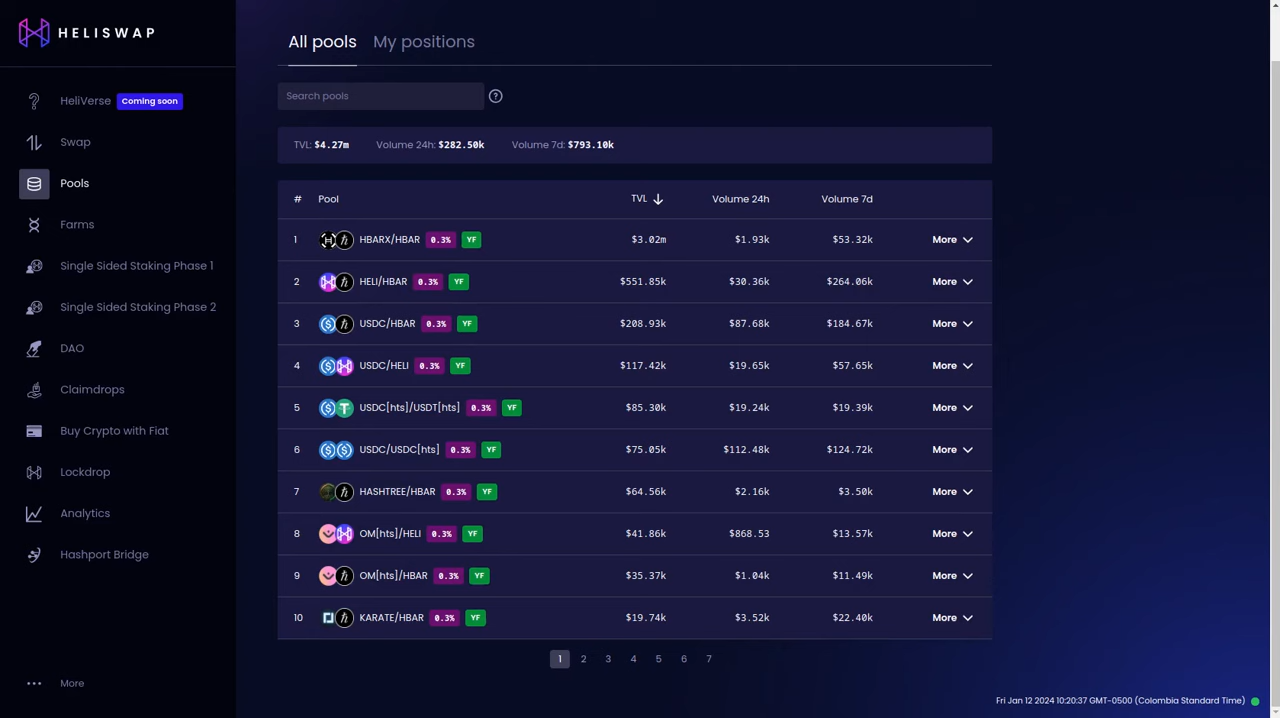 HELISWAP
HeliVerse Coming soon
Swap
Pools
Farms
Single Sided Staking Phase 1
Single Sided Staking Phase 2
DAO
Claimdrops
Buy Crypto with Fiat
Lockdrop
Analytics
Hashport Bridge
More
All pools My positions
Search pools ?
TVL: $4.27m Volume 24h: $282.50k Volume 7d: $793.10k
# Pool TVL ↓ Volume 24h Volume 7d
1 HBARX/HBAR 0.3% YF $3.02m $1.93k $53.32k More
2 HELI/HBAR 0.3% YF $551.85k $30.36k $264.06k More
3 USDC/HBAR 0.3% YF $208.93k $87.68k $184.67k More
4 USDC/HELI 0.3% YF $117.42k $19.65k $57.65k More
5 USDC[hts]/USDT[hts] 0.3% YF $85.30k $19.24k $19.39k More
6 USDC/USDC[hts] 0.3% YF $75.05k $112.48k $124.72k More
7 HASHTREE/HBAR 0.3% YF $64.56k $2.16k $3.50k More
8 OM[hts]/HELI 0.3% YF $41.86k $868.53 $13.57k More
9 OM[hts]/HBAR 0.3% YF $35.37k $1.04k $11.49k More
10 KARATE/HBAR 0.3% YF $19.74k $3.52k $22.40k More
1 2 3 4 5 6 7
Fri Jan 12 2024 10:20:37 GMT-0500 (Colombia Standard Time)